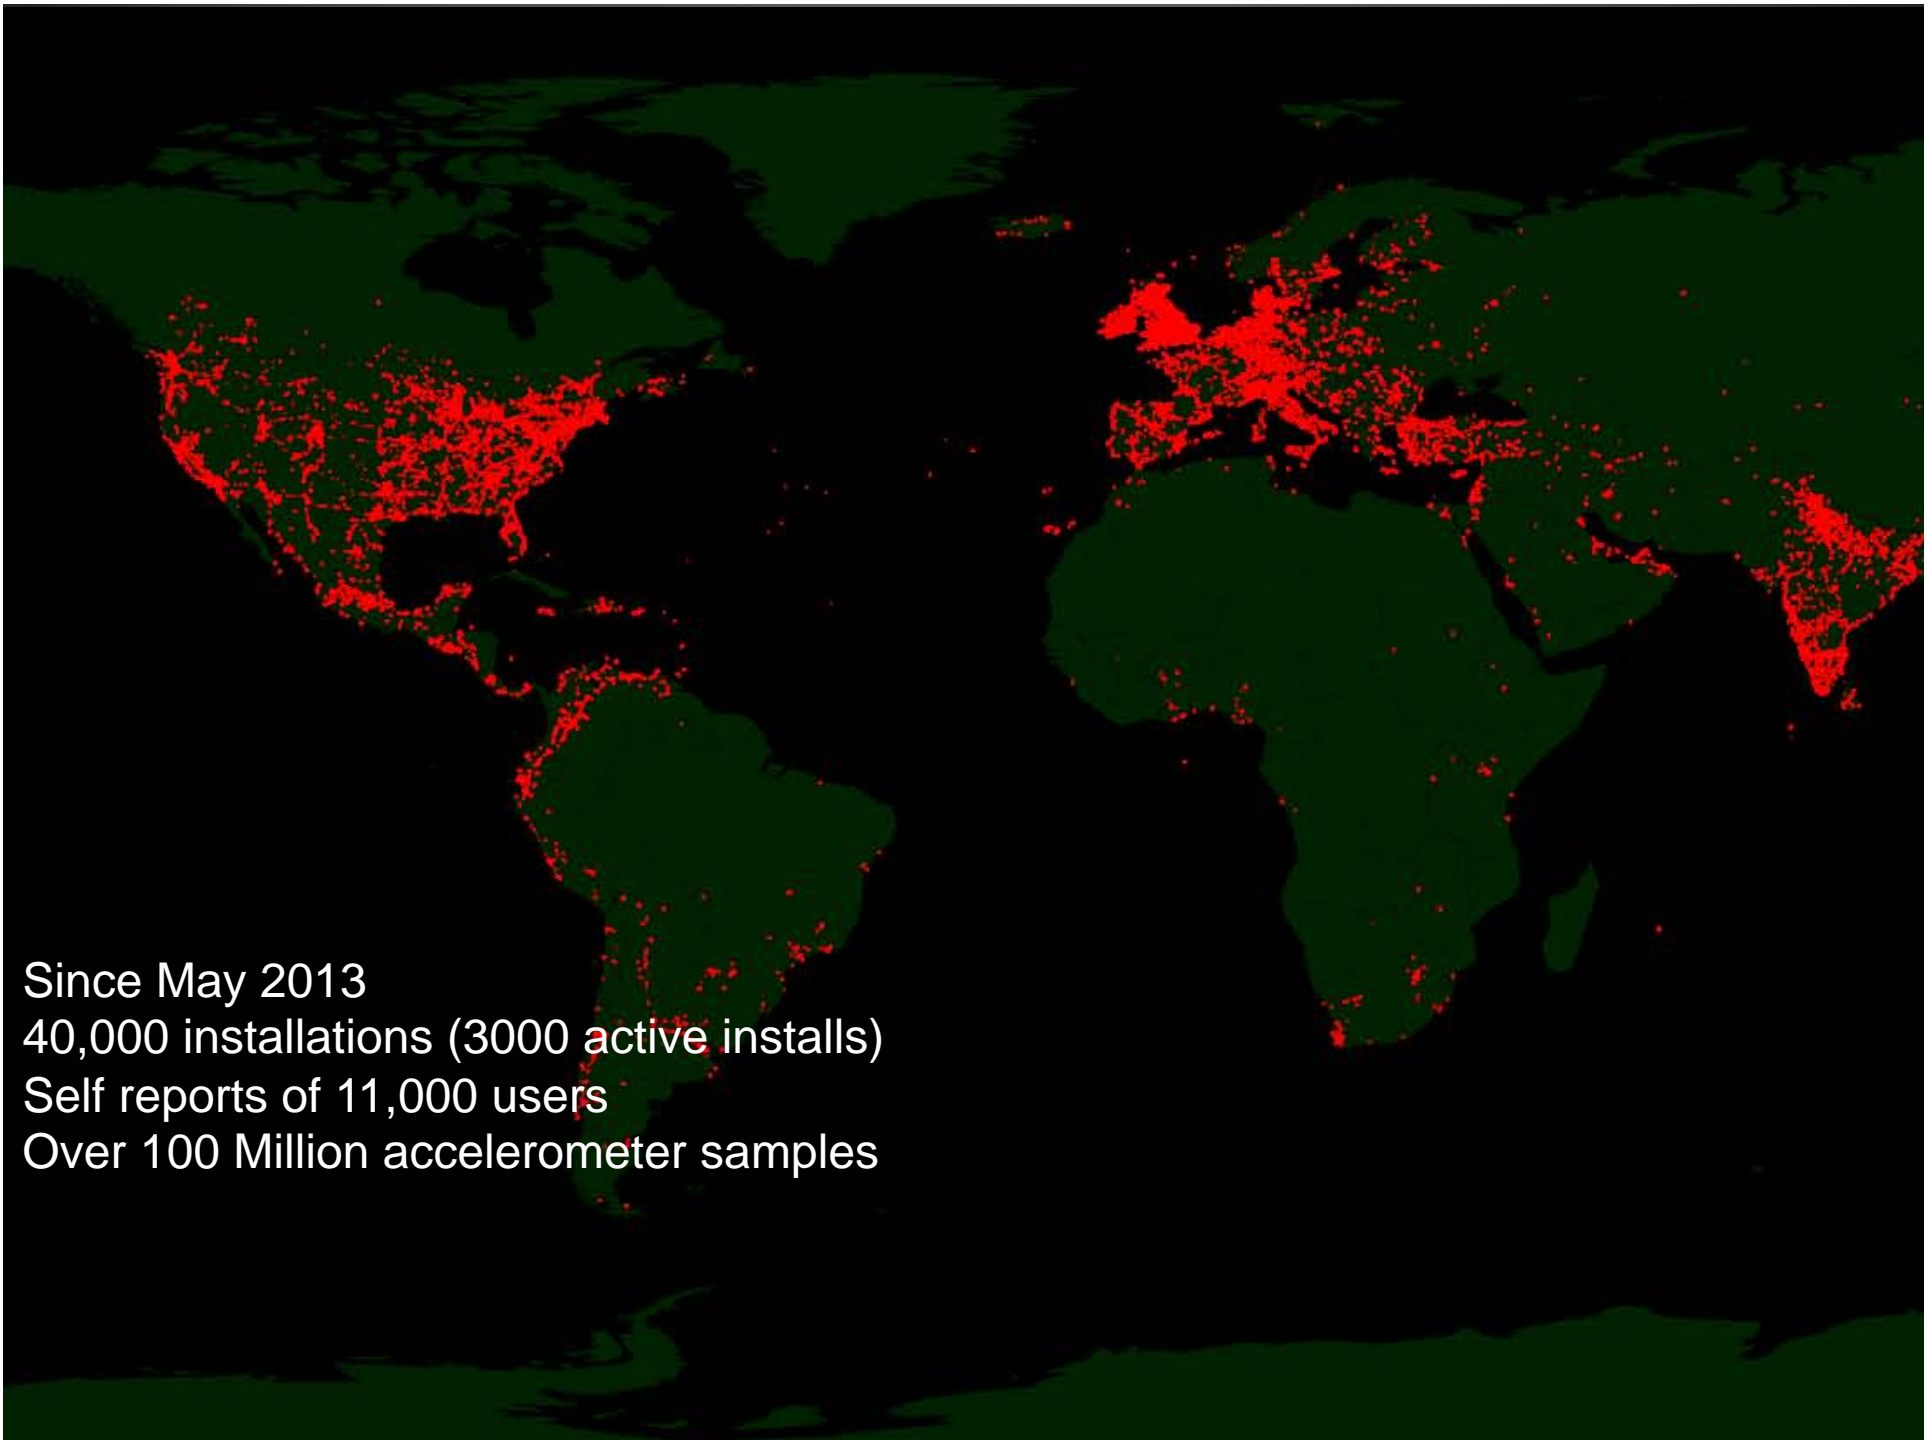 Since May 2013
40,000 installations (3000 active installs)
Self reports of 11,000 users
Over 100 Million accelerometer samples